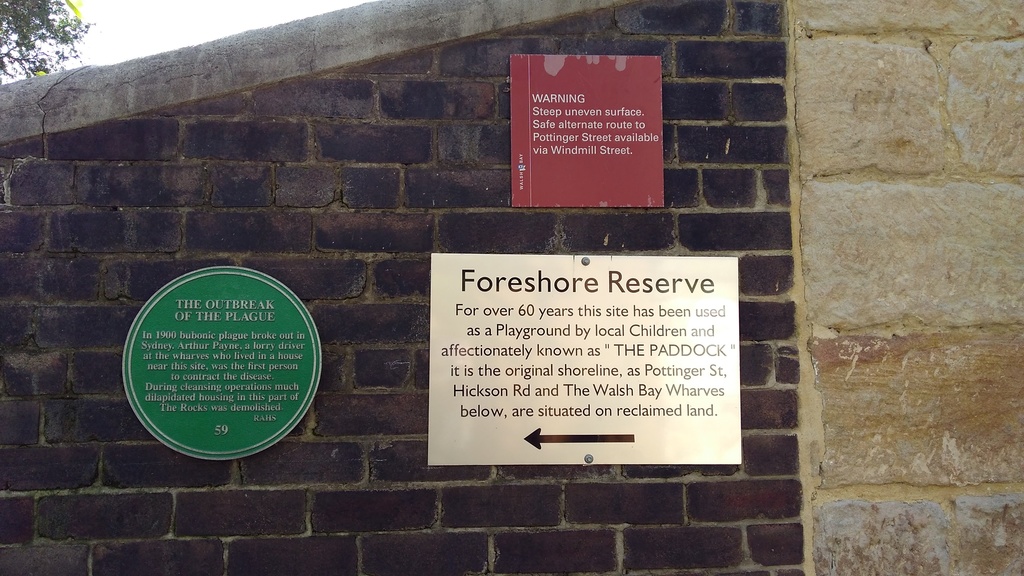 WARNING
Steep uneven surface.
Safe alternate route to
Pottinger Street available
via Windmill Street.
WALSH BAY
Foreshore Reserve
For over 60 years this site has been used
as a Playground by local Children and
affectionately known as " THE PADDOCK "
it is the original shoreline, as Pottinger St,
Hickson Rd and The Walsh Bay Wharves
below, are situated on reclaimed land.
THE OUTBREAK
OF THE PLAGUE
In 1900 bubonic plague broke out in
Sydney. Arthur Payne, a lorry driver
at the wharves who lived in a house
near this site, was the first person
to contract the disease.
During cleansing operations much
dilapidated housing in this part of
The Rocks was demolished.
RAHS
59